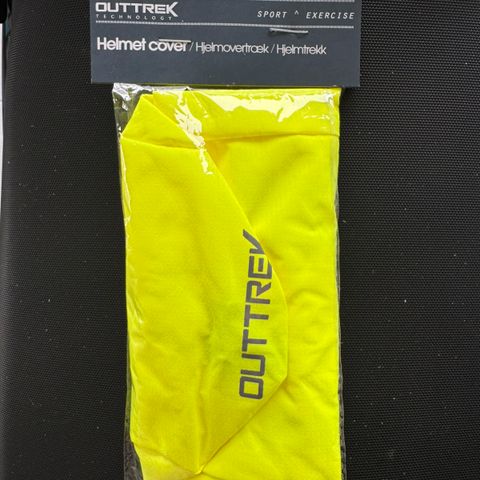 OUTTREK
TECHNOLOGY
SPORT ^ EXERCISE
Helmet cover / Hjelmovertræk / Hjelmtrekk
OUTTREK